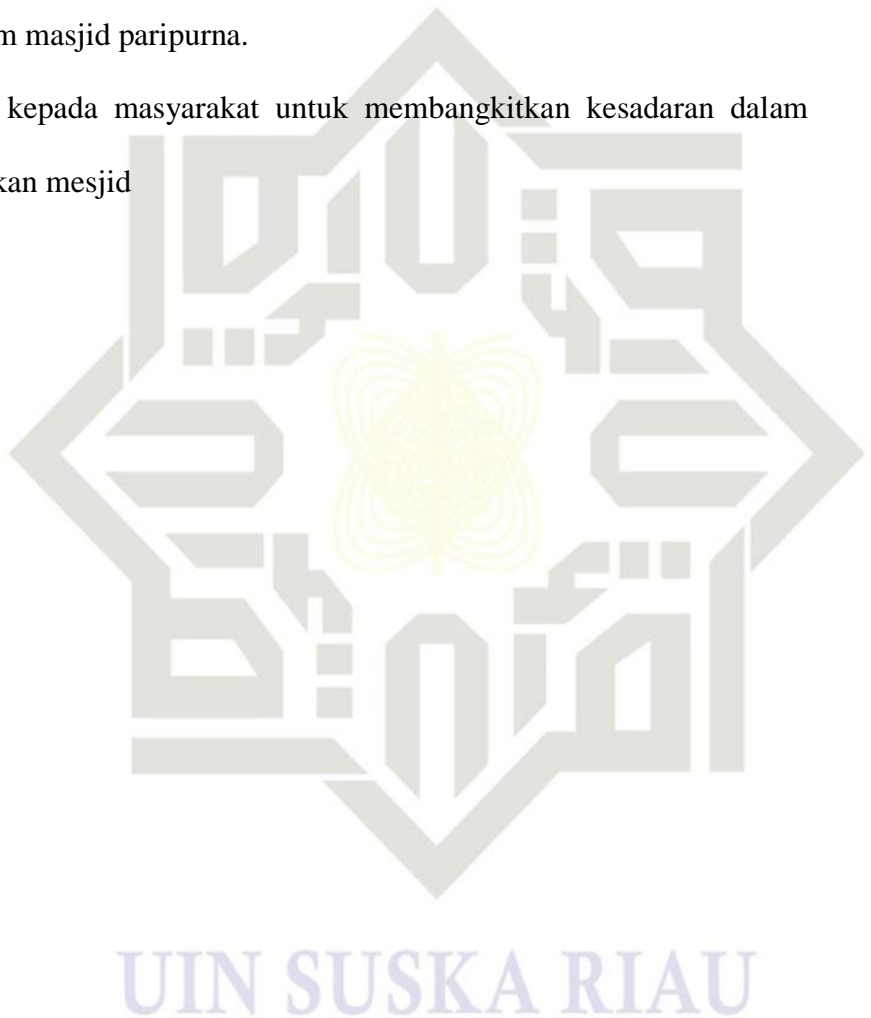 m masjid paripurna.
kepada masyarakat untuk membangkitkan kesadaran dalam
kan mesjid
UIN SUSKA RIAU